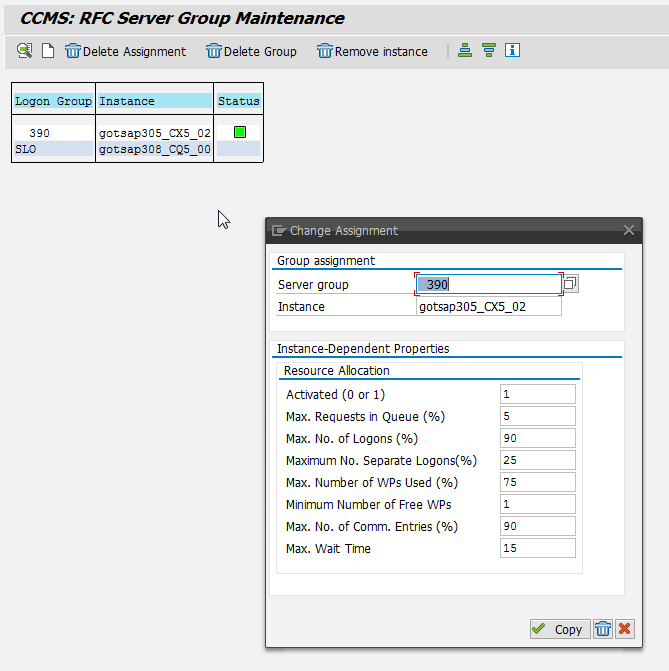 CCMS: RFC Server Group Maintenance
Delete Assignment Delete Group Remove instance
Logon Group Instance Status
390 gotsap305_CX5_02
SLO gotsap308_CQ5_00
Change Assignment
Group assignment
Server group 390
Instance gotsap305_CX5_02
Instance-Dependent Properties
Resource Allocation
Activated (0 or 1) 1
Max. Requests in Queue (%) 5
Max. No. of Logons (%) 90
Maximum No. Separate Logons(%) 25
Max. Number of WPs Used (%) 75
Minimum Number of Free WPs 1
Max. No. of Comm. Entries (%) 90
Max. Wait Time 15
Copy